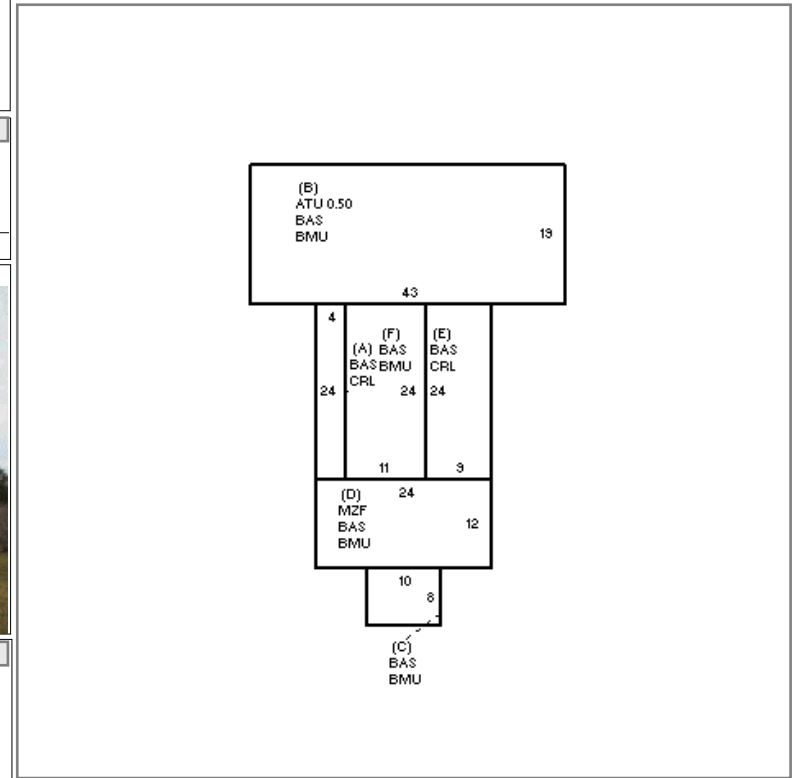 (B)
ATU 0.50
BAS
BMU
19
43
4
(A)
BAS
CRL
24
(F)
BAS
BMU
24
11
(E)
BAS
CRL
24
9
(D)
MZF
BAS
BMU
24
12
10
8
(C)
BAS
BMU